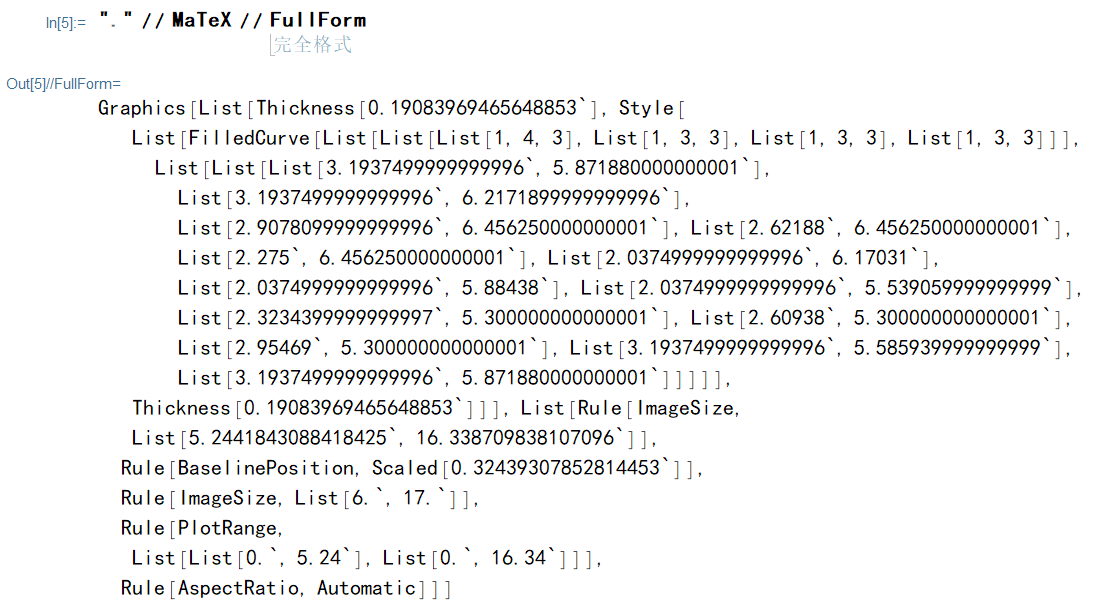 In[5]:= "." // MaTeX // FullForm
完全格式
Out[5]//FullForm=
Graphics[List[Thickness[0.19083969465648853`], Style[
List[FilledCurve[List[List[List[1, 4, 3], List[1, 3, 3], List[1, 3, 3], List[1, 3, 3]]],
List[List[List[3.1937499999999996`, 5.871880000000001`],
List[3.1937499999999996`, 6.2171899999999996`],
List[2.9078099999999996`, 6.456250000000001`], List[2.62188`, 6.456250000000001`],
List[2.275`, 6.456250000000001`], List[2.0374999999999996`, 6.17031`],
List[2.0374999999999996`, 5.88438`], List[2.0374999999999996`, 5.539059999999999`],
List[2.3234399999999997`, 5.300000000000001`], List[2.60938`, 5.300000000000001`],
List[2.95469`, 5.300000000000001`], List[3.1937499999999996`, 5.585939999999999`],
List[3.1937499999999996`, 5.871880000000001`]]]]],
Thickness[0.19083969465648853`]]], List[Rule[ImageSize,
List[5.2441843088418425`, 16.338709838107096`]],
Rule[BaselinePosition, Scaled[0.32439307852814453`]],
Rule[ImageSize, List[6.`, 17.`]],
Rule[PlotRange,
List[List[0.`, 5.24`], List[0.`, 16.34`]]],
Rule[AspectRatio, Automatic]]]